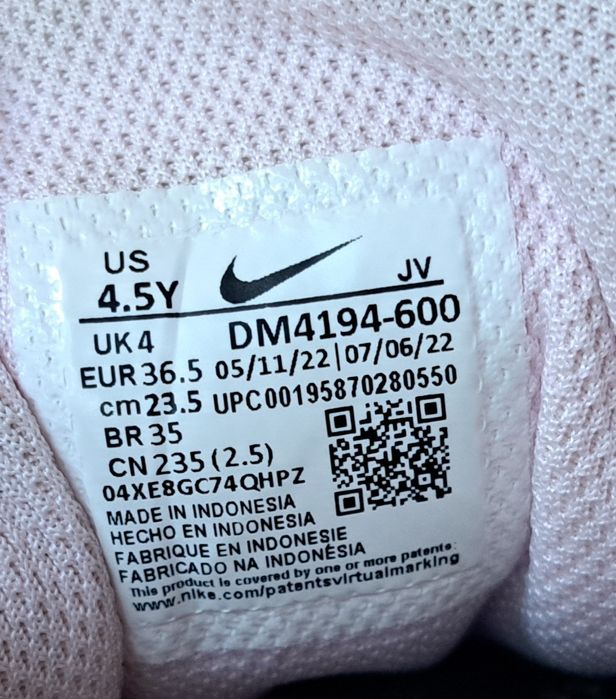 US
4.5Y
JV
UK 4
DM4194-600
EUR 36.5
05/11/22 | 07/06/22
cm 23.5
UPC00195870280550
BR 35
CN 235 (2.5)
04XE8GC74QHPZ
MADE IN INDONESIA
HECHO EN INDONESIA
FABRIQUE EN INDONESIE
FABRICADO NA INDONÉSIA
This product is covered by one or more patents:
www.nike.com/patentsvirtualmarking